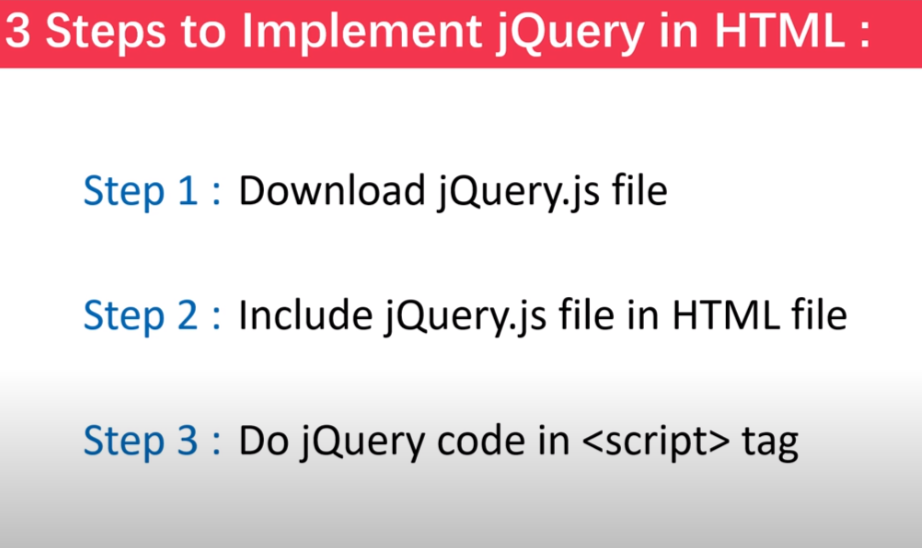 3 Steps to Implement jQuery in HTML :
Step 1 : Download jQuery.js file
Step 2 : Include jQuery.js file in HTML file
Step 3 : Do jQuery code in <script> tag